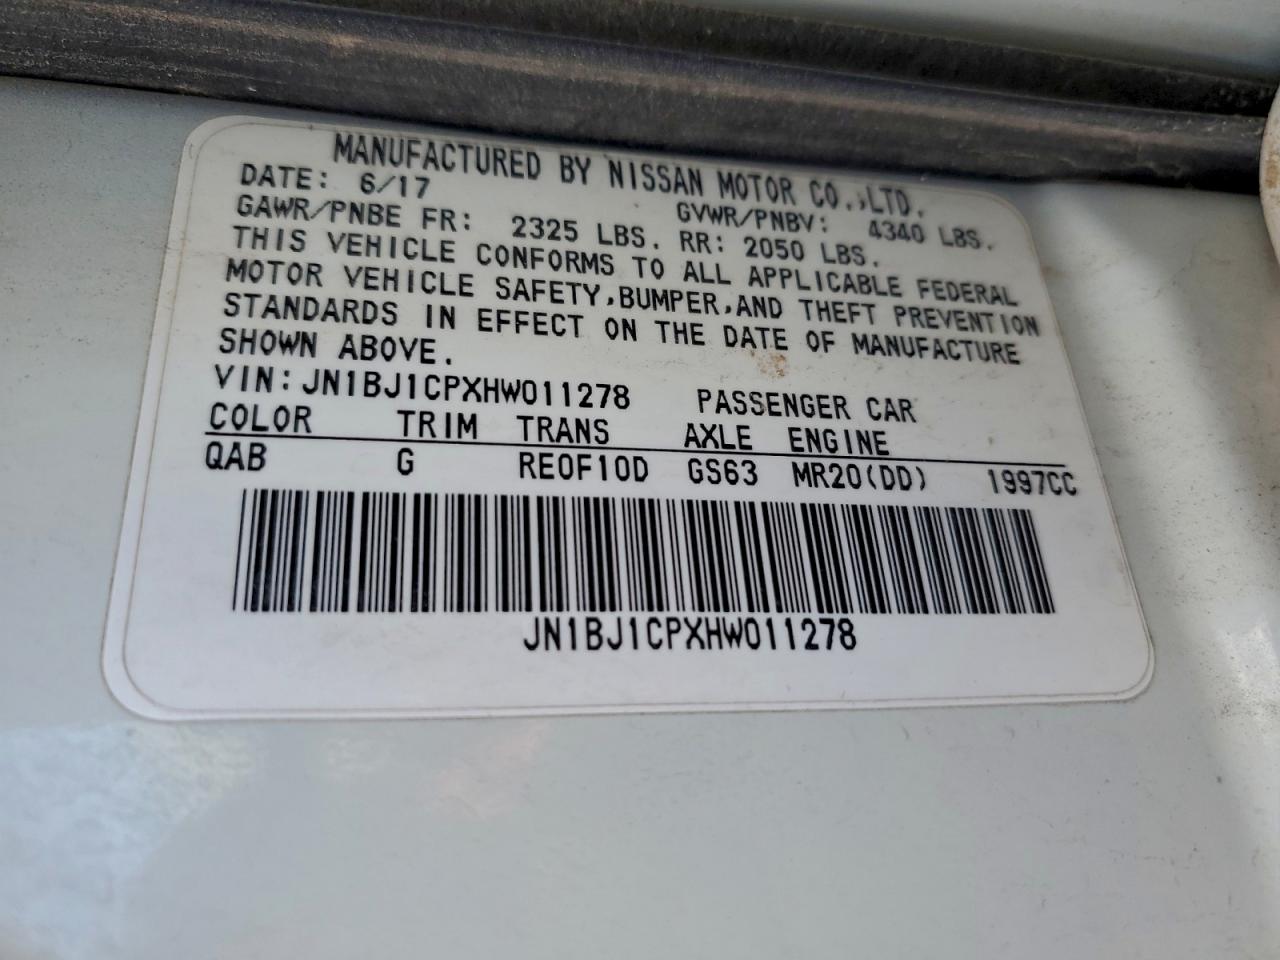 MANUFACTURED BY NISSAN MOTOR CO.,LTD.
DATE: 6/17 GVWR/PNBV: 4340 LBS.
GAWR/PNBE FR: 2325 LBS. RR: 2050 LBS.
THIS VEHICLE CONFORMS TO ALL APPLICABLE FEDERAL
MOTOR VEHICLE SAFETY,BUMPER,AND THEFT PREVENTION
STANDARDS IN EFFECT ON THE DATE OF MANUFACTURE
SHOWN ABOVE.
VIN: JN1BJ1CPXHW011278 PASSENGER CAR
COLOR TRIM TRANS AXLE ENGINE
QAB G RE0F10D GS63 MR20(DD) 1997CC
JN1BJ1CPXHW011278